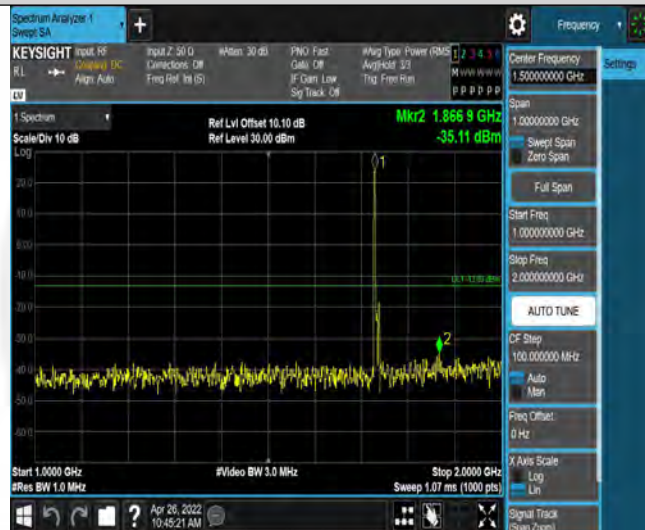 Spectrum Analyzer 1
Swept SA
Frequency
KEYSIGHT
RL
LV
Input: RF
Coupling: DC
Align: Auto
Input Z: 50 Ω
Corrections: Off
Freq Ref: Int (S)
#Atten: 30 dB
PNO: Fast
Gate: Off
IF Gain: Low
Sig Track: Off
#Avg Type: Power (RMS
Avg|Hold: 3/3
Trig: Free Run
1 2 3 4 5 6
M W W W W W
P P P P P P
1 Spectrum
Scale/Div 10 dB
Log
Ref Lvl Offset 10.10 dB
Ref Level 30.00 dBm
Mkr2 1.866 9 GHz
-35.11 dBm
1
20.0
10.0
0.00
-10.0
-20.0
-30.0
-40.0
-50.0
-60.0
2
Start 1.0000 GHz
#Res BW 1.0 MHz
#Video BW 3.0 MHz
Stop 2.0000 GHz
Sweep 1.07 ms (1000 pts)
Apr 26, 2022
10:45:21 AM
Center Frequency
1.500000000 GHz
Settings
Span
1.00000000 GHz
Swept Span
Zero Span
Full Span
Start Freq
1.000000000 GHz
Stop Freq
2.000000000 GHz
AUTO TUNE
CF Step
100.000000 MHz
Auto
Man
Freq Offset
0 Hz
X Axis Scale
Log
Lin
Signal Track
(Span Zoom)